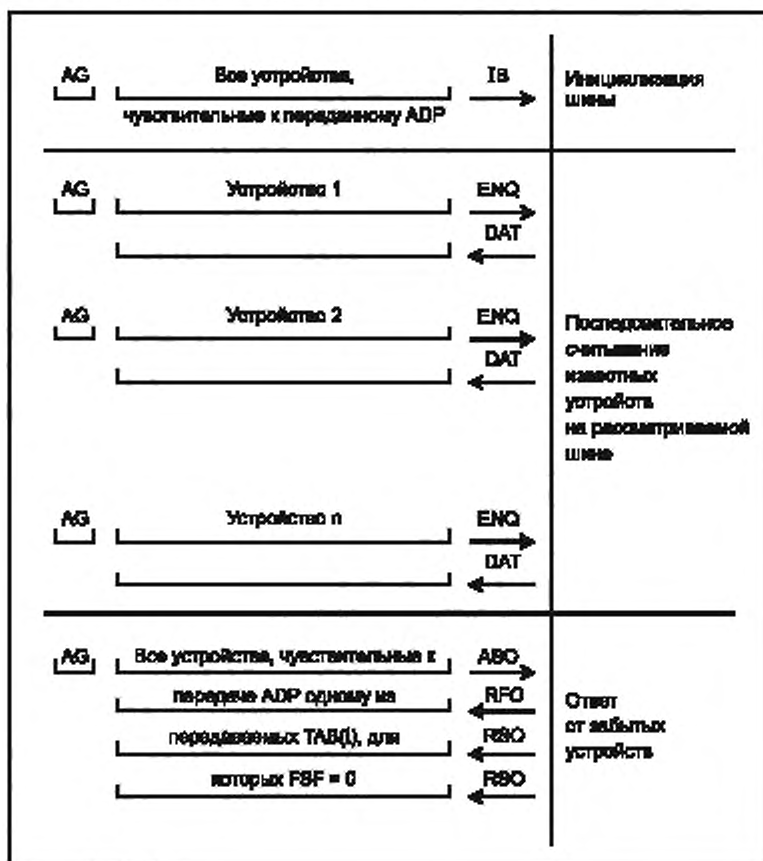 AG Все устройства, IB Инициализация
чувствительные к переданному ADP шины
AG Устройство 1 ENQ
DAT
AG Устройство 2 ENQ
DAT
Последовательное
считывание
известных
устройств
на рассматриваемой
шине
AG Устройство n ENQ
DAT
AG Все устройства, чувствительные к ASO
передаче ADP одному из RFO
передаваемых TAB(i), для RSO
которых FSF = 0 RSO
Ответ
от забытых
устройств